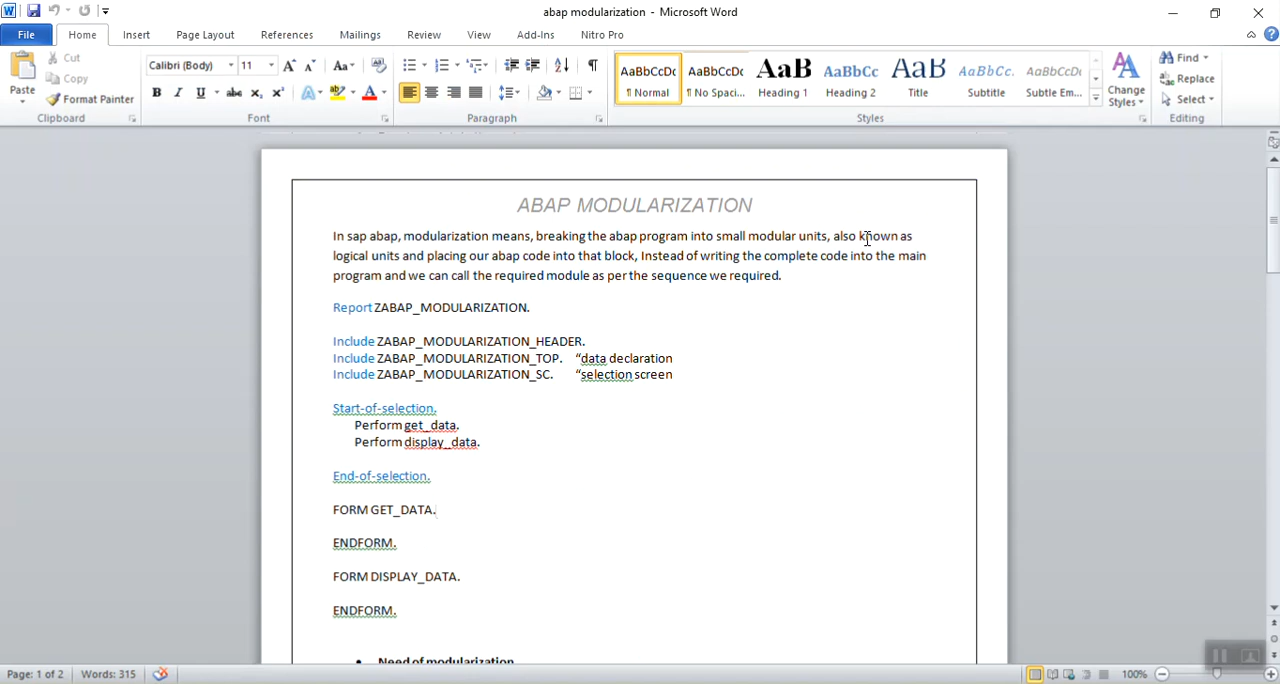 abap modularization - Microsoft Word
File Home Insert Page Layout References Mailings Review View Add-Ins Nitro Pro
Paste Cut Copy Format Painter
Calibri (Body) 11
AaBbCcDc AaBbCcDc AaB AaBbCc AaB AaBbCc. AaBbCcDc
¶ Normal ¶ No Spaci... Heading 1 Heading 2 Title Subtitle Subtle Em...
Change Styles
Find Replace Select
Clipboard Font Paragraph Styles Editing
ABAP MODULARIZATION
In sap abap, modularization means, breaking the abap program into small modular units, also known as
logical units and placing our abap code into that block, Instead of writing the complete code into the main
program and we can call the required module as per the sequence we required.
Report ZABAP_MODULARIZATION.
Include ZABAP_MODULARIZATION_HEADER.
Include ZABAP_MODULARIZATION_TOP. “data declaration
Include ZABAP_MODULARIZATION_SC. “selection screen
Start-of-selection.
Perform get_data.
Perform display_data.
End-of-selection.
FORM GET_DATA.
ENDFORM.
FORM DISPLAY_DATA.
ENDFORM.
• Need of modularization
Page: 1 of 2 Words: 315 100%